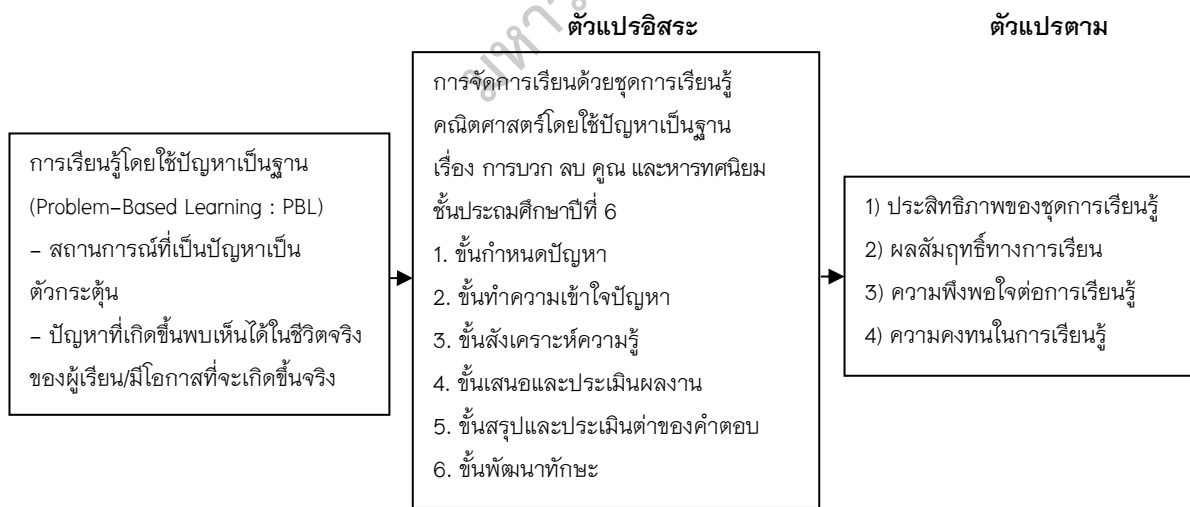 ตัวแปรอิสระ
ตัวแปรตาม
การเรียนรู้โดยใช้ปัญหาเป็นฐาน
(Problem–Based Learning : PBL)
– สถานการณ์ที่เป็นปัญหาเป็น
ตัวกระตุ้น
– ปัญหาที่เกิดขึ้นพบเห็นได้ในชีวิตจริง
ของผู้เรียน/มีโอกาสที่จะเกิดขึ้นจริง
การจัดการเรียนด้วยชุดการเรียนรู้
คณิตศาสตร์โดยใช้ปัญหาเป็นฐาน
เรื่อง การบวก ลบ คูณ และหารทศนิยม
ชั้นประถมศึกษาปีที่ 6
1. ขั้นกำหนดปัญหา
2. ขั้นทำความเข้าใจปัญหา
3. ขั้นสังเคราะห์ความรู้
4. ขั้นเสนอและประเมินผลงาน
5. ขั้นสรุปและประเมินต่าของคำตอบ
6. ขั้นพัฒนาทักษะ
1) ประสิทธิภาพของชุดการเรียนรู้
2) ผลสัมฤทธิ์ทางการเรียน
3) ความพึงพอใจต่อการเรียนรู้
4) ความคงทนในการเรียนรู้